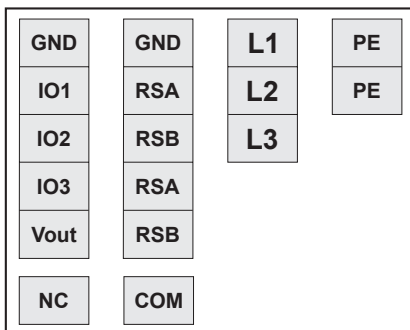 GND GND L1 PE
IO1 RSA L2 PE
IO2 RSB L3
IO3 RSA
Vout RSB
NC COM